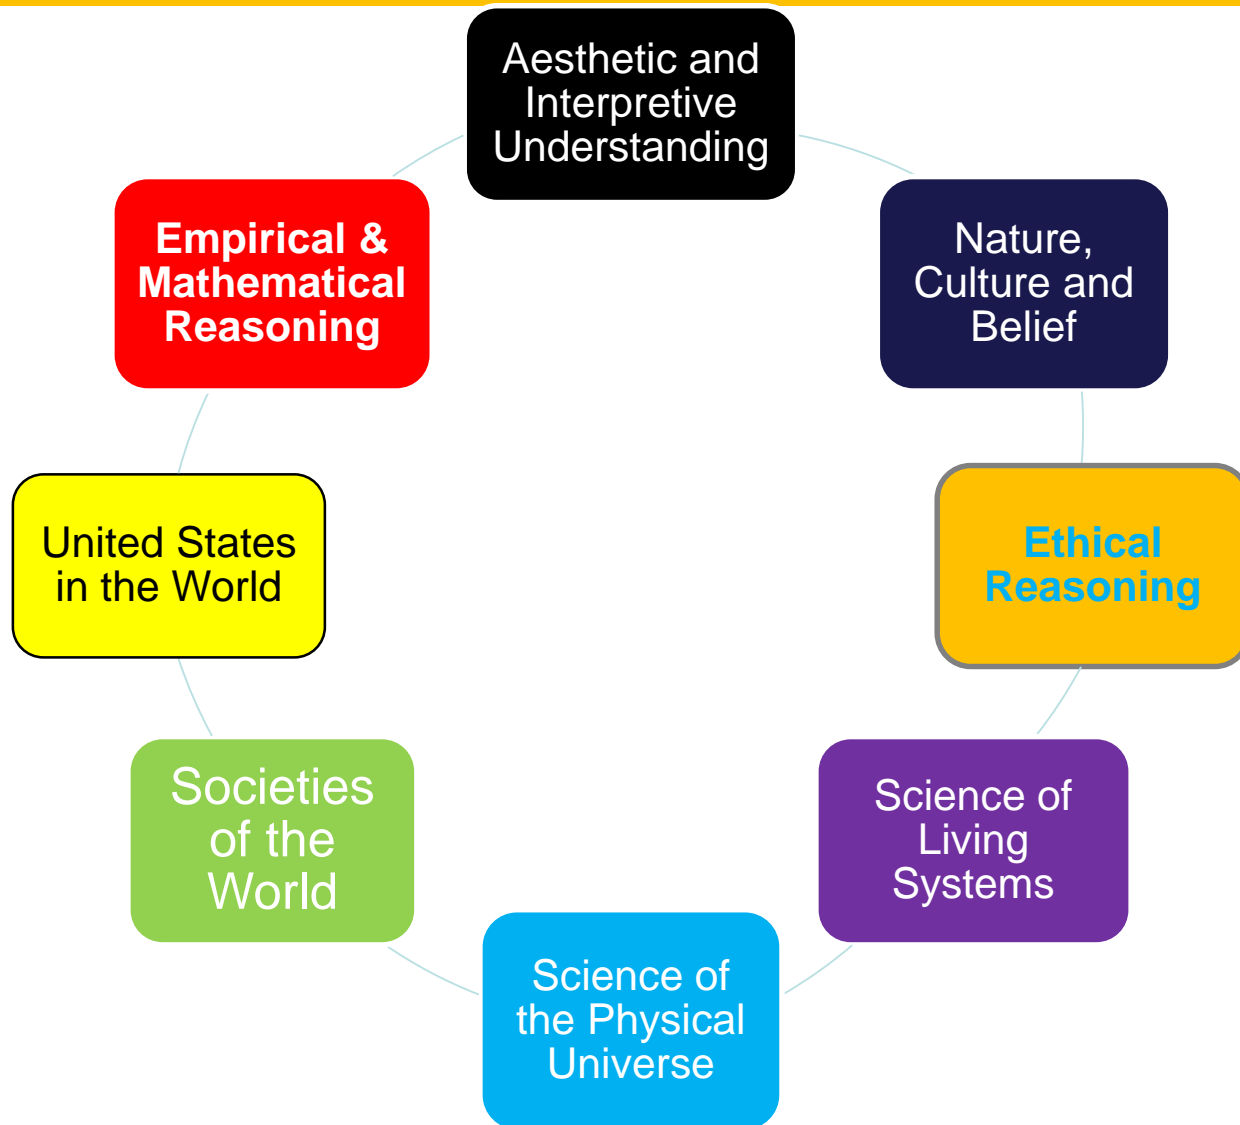 Aesthetic and
Interpretive
Understanding
Nature,
Culture and
Belief
Ethical
Reasoning
Science of
Living
Systems
Science of
the Physical
Universe
Societies
of the
World
United States
in the World
Empirical &
Mathematical
Reasoning